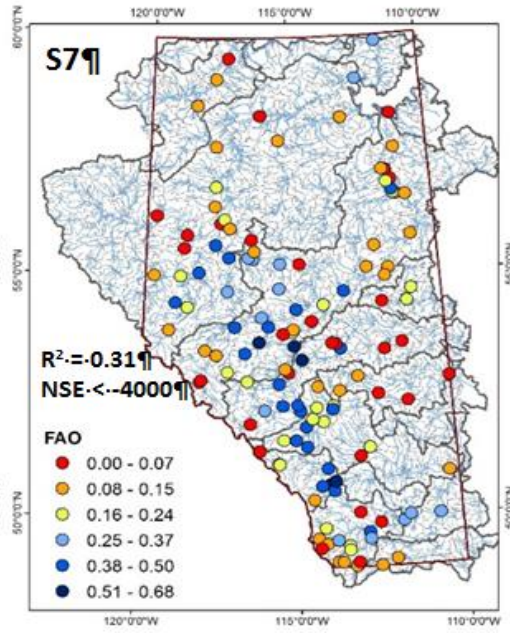 120°0'0"W 115°0'0"W 110°0'0"W
60°0'0"N
S7¶
55°0'0"N
R²·=·0.31¶
NSE·<·-4000¶
FAO
0.00 - 0.07
0.08 - 0.15
0.16 - 0.24
0.25 - 0.37
0.38 - 0.50
0.51 - 0.68
50°0'0"N
120°0'0"W 115°0'0"W 110°0'0"W